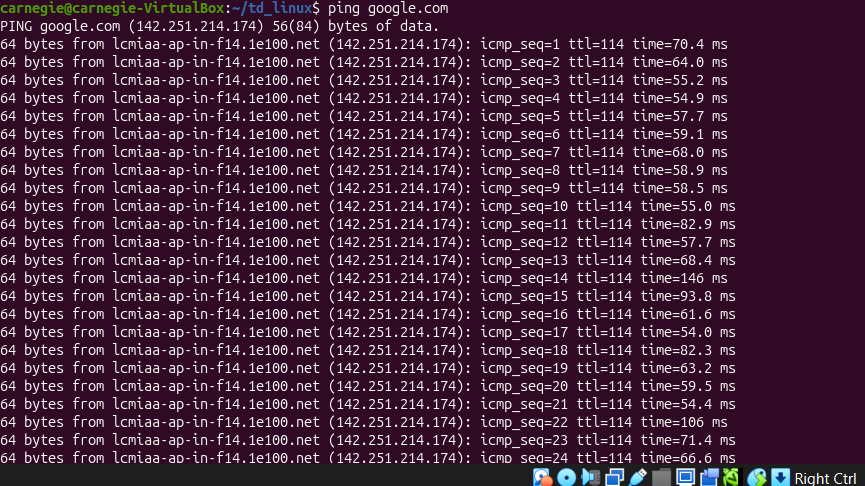 carnegie@carnegie-VirtualBox:~/td_linux$ ping google.com
PING google.com (142.251.214.174) 56(84) bytes of data.
64 bytes from lcmiaa-ap-in-f14.1e100.net (142.251.214.174): icmp_seq=1 ttl=114 time=70.4 ms
64 bytes from lcmiaa-ap-in-f14.1e100.net (142.251.214.174): icmp_seq=2 ttl=114 time=64.0 ms
64 bytes from lcmiaa-ap-in-f14.1e100.net (142.251.214.174): icmp_seq=3 ttl=114 time=55.2 ms
64 bytes from lcmiaa-ap-in-f14.1e100.net (142.251.214.174): icmp_seq=4 ttl=114 time=54.9 ms
64 bytes from lcmiaa-ap-in-f14.1e100.net (142.251.214.174): icmp_seq=5 ttl=114 time=57.7 ms
64 bytes from lcmiaa-ap-in-f14.1e100.net (142.251.214.174): icmp_seq=6 ttl=114 time=59.1 ms
64 bytes from lcmiaa-ap-in-f14.1e100.net (142.251.214.174): icmp_seq=7 ttl=114 time=68.0 ms
64 bytes from lcmiaa-ap-in-f14.1e100.net (142.251.214.174): icmp_seq=8 ttl=114 time=58.9 ms
64 bytes from lcmiaa-ap-in-f14.1e100.net (142.251.214.174): icmp_seq=9 ttl=114 time=58.5 ms
64 bytes from lcmiaa-ap-in-f14.1e100.net (142.251.214.174): icmp_seq=10 ttl=114 time=55.0 ms
64 bytes from lcmiaa-ap-in-f14.1e100.net (142.251.214.174): icmp_seq=11 ttl=114 time=82.9 ms
64 bytes from lcmiaa-ap-in-f14.1e100.net (142.251.214.174): icmp_seq=12 ttl=114 time=57.7 ms
64 bytes from lcmiaa-ap-in-f14.1e100.net (142.251.214.174): icmp_seq=13 ttl=114 time=68.4 ms
64 bytes from lcmiaa-ap-in-f14.1e100.net (142.251.214.174): icmp_seq=14 ttl=114 time=146 ms
64 bytes from lcmiaa-ap-in-f14.1e100.net (142.251.214.174): icmp_seq=15 ttl=114 time=93.8 ms
64 bytes from lcmiaa-ap-in-f14.1e100.net (142.251.214.174): icmp_seq=16 ttl=114 time=61.6 ms
64 bytes from lcmiaa-ap-in-f14.1e100.net (142.251.214.174): icmp_seq=17 ttl=114 time=54.0 ms
64 bytes from lcmiaa-ap-in-f14.1e100.net (142.251.214.174): icmp_seq=18 ttl=114 time=82.3 ms
64 bytes from lcmiaa-ap-in-f14.1e100.net (142.251.214.174): icmp_seq=19 ttl=114 time=63.2 ms
64 bytes from lcmiaa-ap-in-f14.1e100.net (142.251.214.174): icmp_seq=20 ttl=114 time=59.5 ms
64 bytes from lcmiaa-ap-in-f14.1e100.net (142.251.214.174): icmp_seq=21 ttl=114 time=54.4 ms
64 bytes from lcmiaa-ap-in-f14.1e100.net (142.251.214.174): icmp_seq=22 ttl=114 time=106 ms
64 bytes from lcmiaa-ap-in-f14.1e100.net (142.251.214.174): icmp_seq=23 ttl=114 time=71.4 ms
64 bytes from lcmiaa-ap-in-f14.1e100.net (142.251.214.174): icmp_seq=24 ttl=114 time=66.6 ms
Right Ctrl